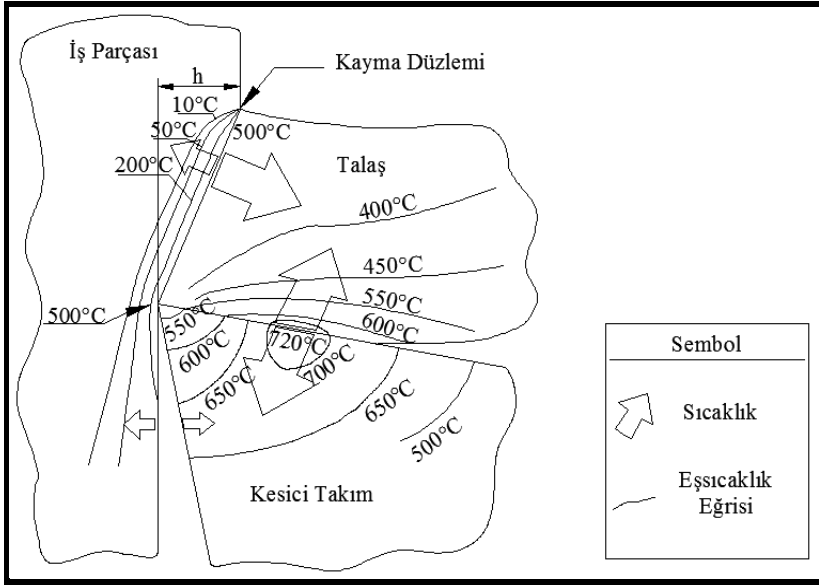 İş Parçası
Kayma Düzlemi
h
10°C
50°C
500°C
200°C
Talaş
400°C
450°C
550°C
600°C
500°C
550°C
600°C
650°C
720°C
700°C
650°C
500°C
Kesici Takım
Sembol
Sıcaklık
Eşsıcaklık
Eğrisi